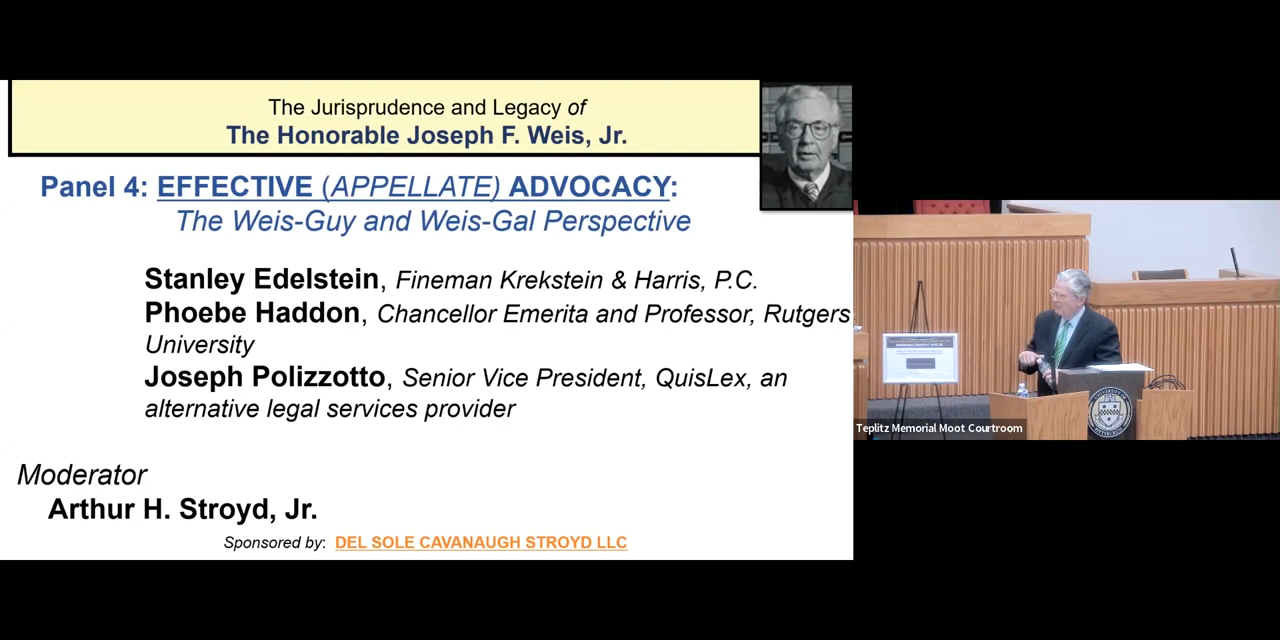 The Jurisprudence and Legacy of
The Honorable Joseph F. Weis, Jr.
Panel 4: EFFECTIVE (APPELLATE) ADVOCACY:
The Weis-Guy and Weis-Gal Perspective
Stanley Edelstein, Fineman Krekstein & Harris, P.C.
Phoebe Haddon, Chancellor Emerita and Professor, Rutgers
University
Joseph Polizzotto, Senior Vice President, QuisLex, an
alternative legal services provider
Moderator
Arthur H. Stroyd, Jr.
Sponsored by: DEL SOLE CAVANAUGH STROYD LLC
Teplitz Memorial Moot Courtroom